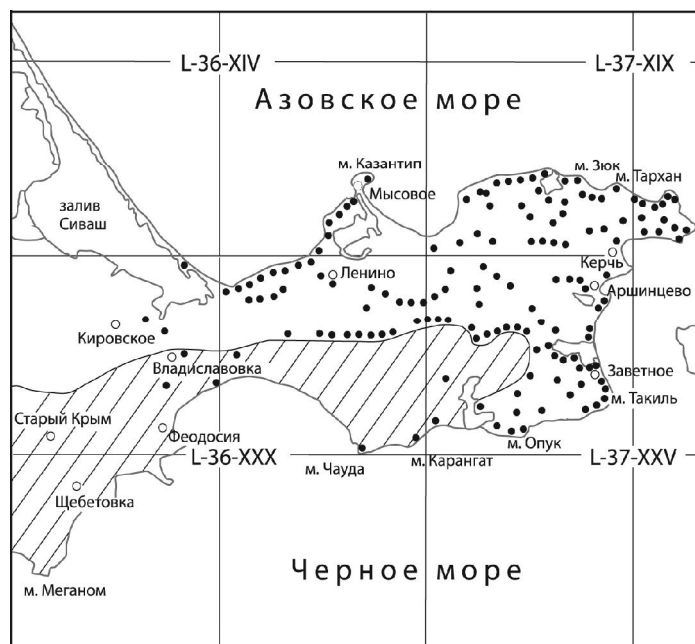 L-36-XIV
L-37-XIX
Азовское море
м. Казантип
м. Зюк
м. Тархан
Мысовое
залив
Сиваш
Керчь
Ленино
Аршинцево
Кировское
Владиславовка
Заветное
м. Такиль
Старый Крым
Феодосия
м. Опук
L-36-XXX
м. Чауда
м. Карангат
L-37-XXV
Щебетовка
Черное море
м. Меганом